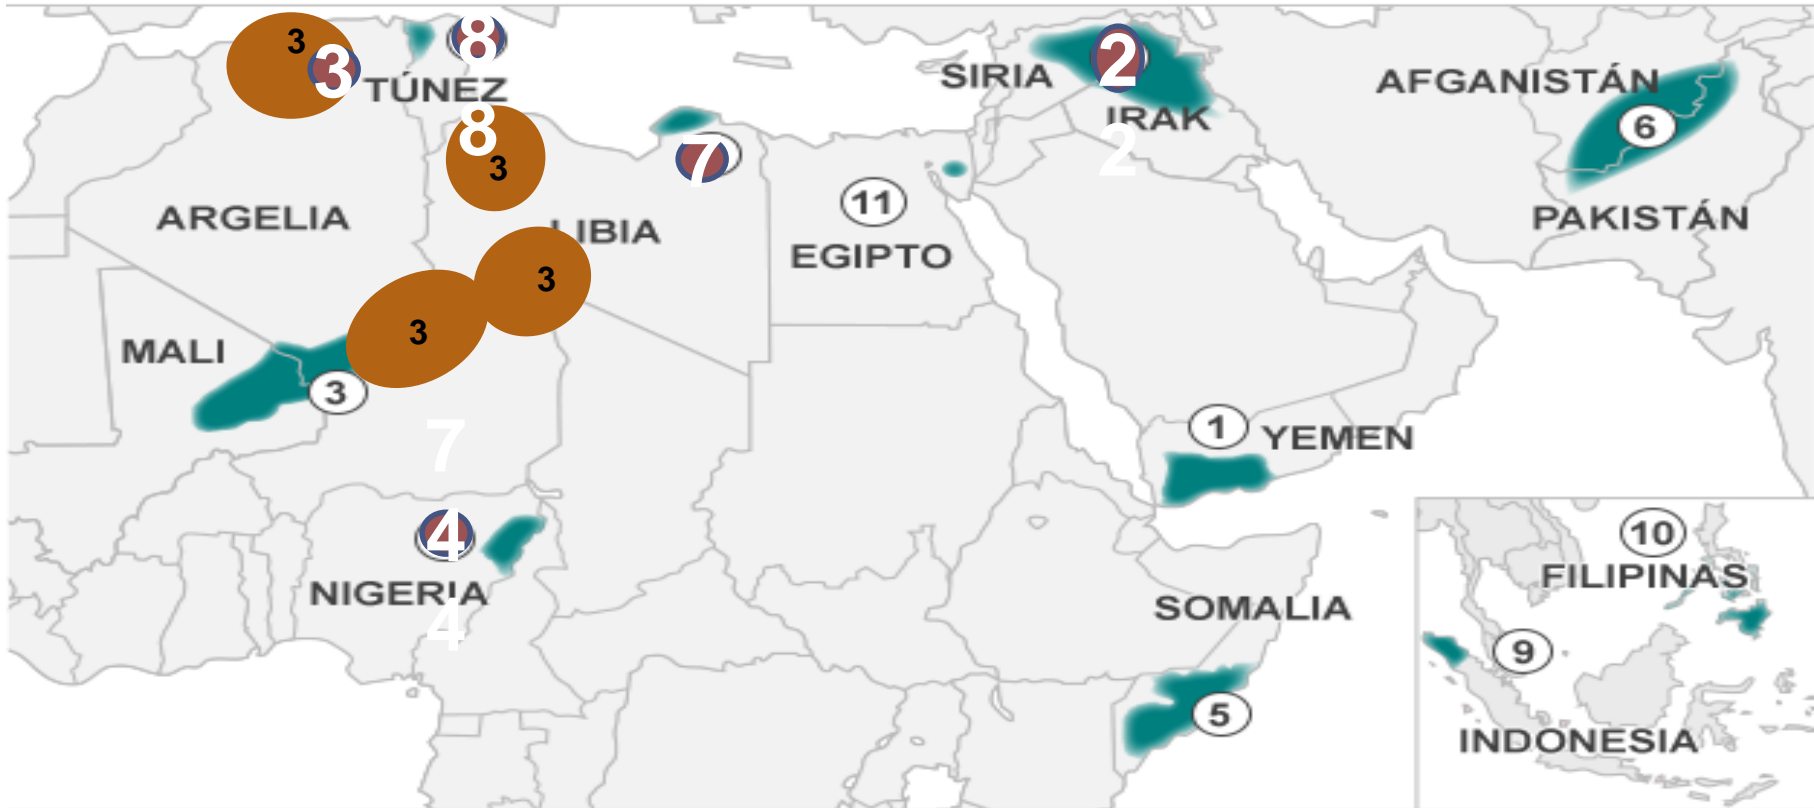 3
8
3
2
TÚNEZ
SIRIA
AFGANISTÁN
8
IRAK
6
3
7
2
11
ARGELIA
LIBIA
PAKISTÁN
EGIPTO
3
3
MALI
3
1
YEMEN
7
4
10
NIGERIA
FILIPINAS
SOMALIA
4
9
5
INDONESIA